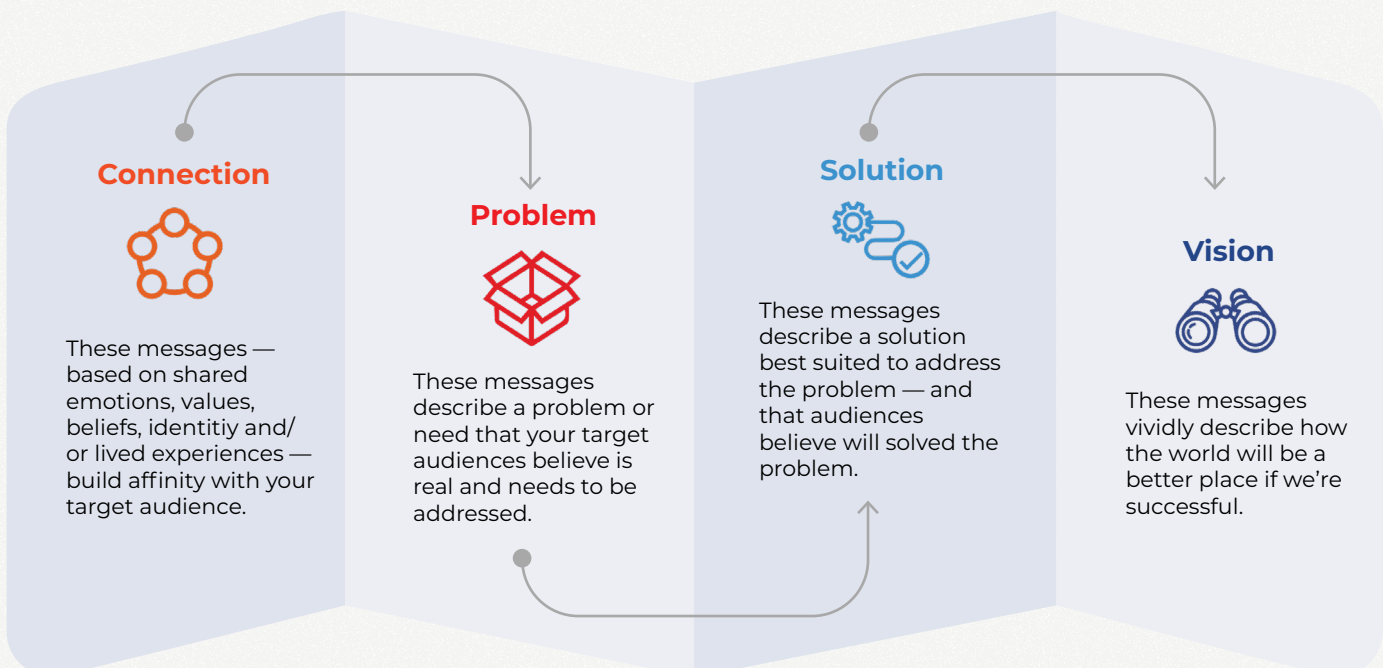 Connection
These messages —
based on shared
emotions, values,
beliefs, identitiy and/
or lived experiences —
build affinity with your
target audience.
Problem
These messages
describe a problem or
need that your target
audiences believe is
real and needs to be
addressed.
Solution
These messages
describe a solution
best suited to address
the problem — and
that audiences
believe will solved the
problem.
Vision
These messages
vividly describe how
the world will be a
better place if we’re
successful.